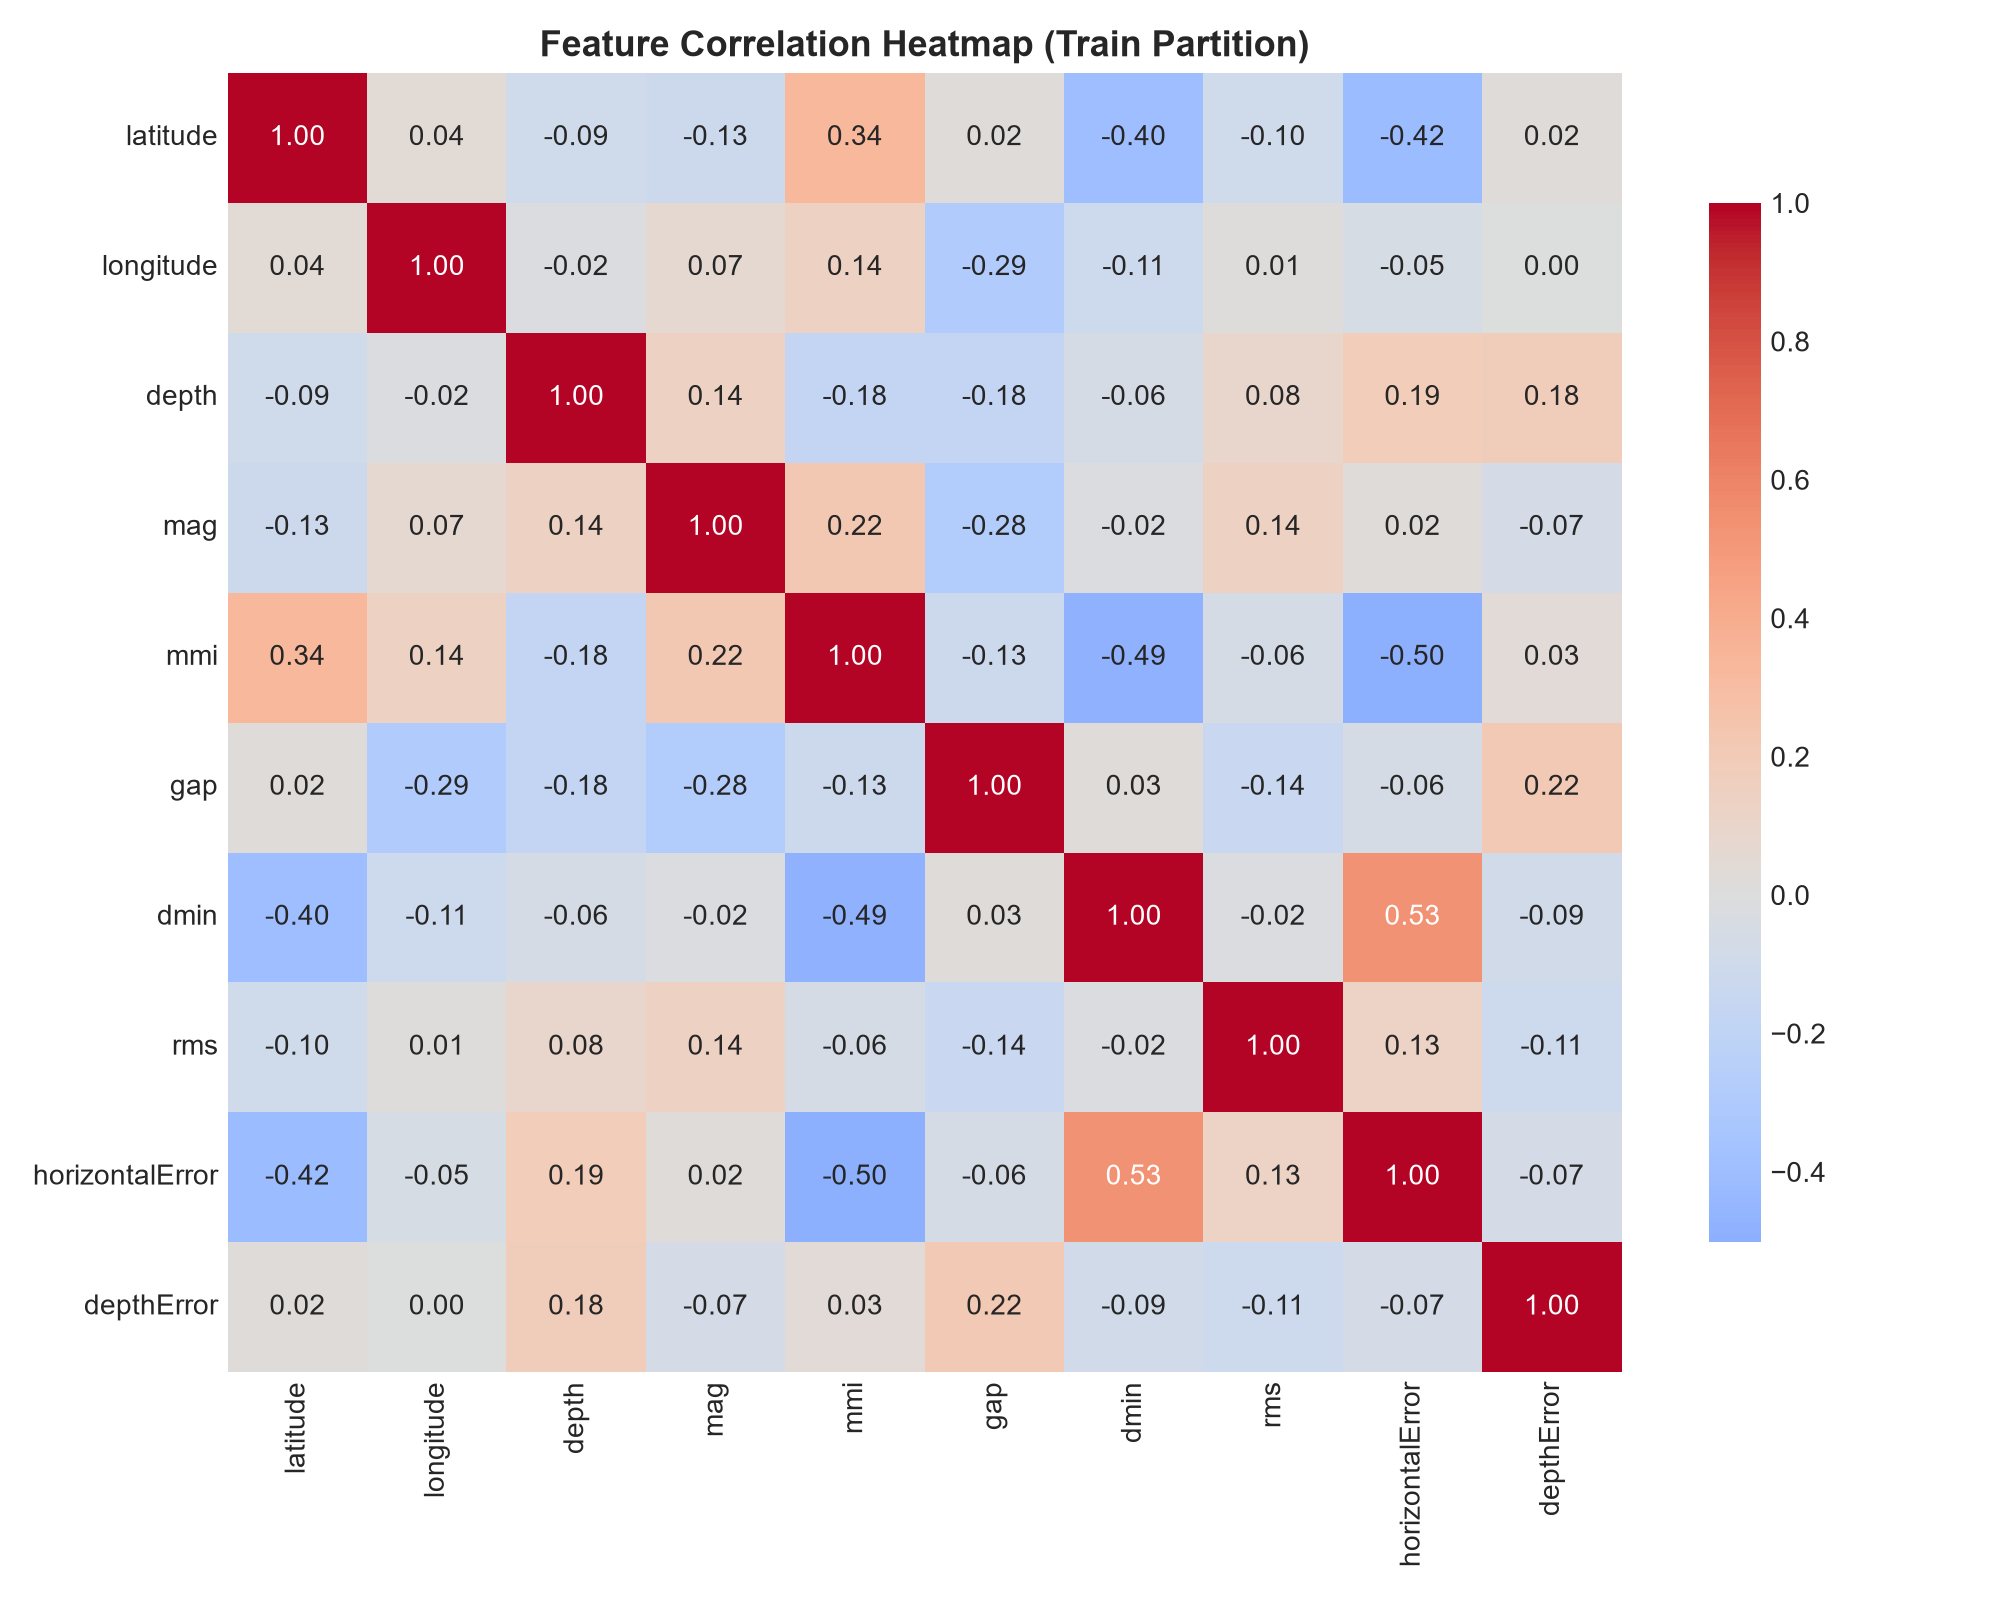 Feature Correlation Heatmap (Train Partition)
latitude 1.00 0.04 -0.09 -0.13 0.34 0.02 -0.40 -0.10 -0.42 0.02
longitude 0.04 1.00 -0.02 0.07 0.14 -0.29 -0.11 0.01 -0.05 0.00
depth -0.09 -0.02 1.00 0.14 -0.18 -0.18 -0.06 0.08 0.19 0.18
mag -0.13 0.07 0.14 1.00 0.22 -0.28 -0.02 0.14 0.02 -0.07
mmi 0.34 0.14 -0.18 0.22 1.00 -0.13 -0.49 -0.06 -0.50 0.03
gap 0.02 -0.29 -0.18 -0.28 -0.13 1.00 0.03 -0.14 -0.06 0.22
dmin -0.40 -0.11 -0.06 -0.02 -0.49 0.03 1.00 -0.02 0.53 -0.09
rms -0.10 0.01 0.08 0.14 -0.06 -0.14 -0.02 1.00 0.13 -0.11
horizontalError -0.42 -0.05 0.19 0.02 -0.50 -0.06 0.53 0.13 1.00 -0.07
depthError 0.02 0.00 0.18 -0.07 0.03 0.22 -0.09 -0.11 -0.07 1.00
latitude longitude depth mag mmi gap dmin rms horizontalError depthError
1.0
0.8
0.6
0.4
0.2
0.0
−0.2
−0.4